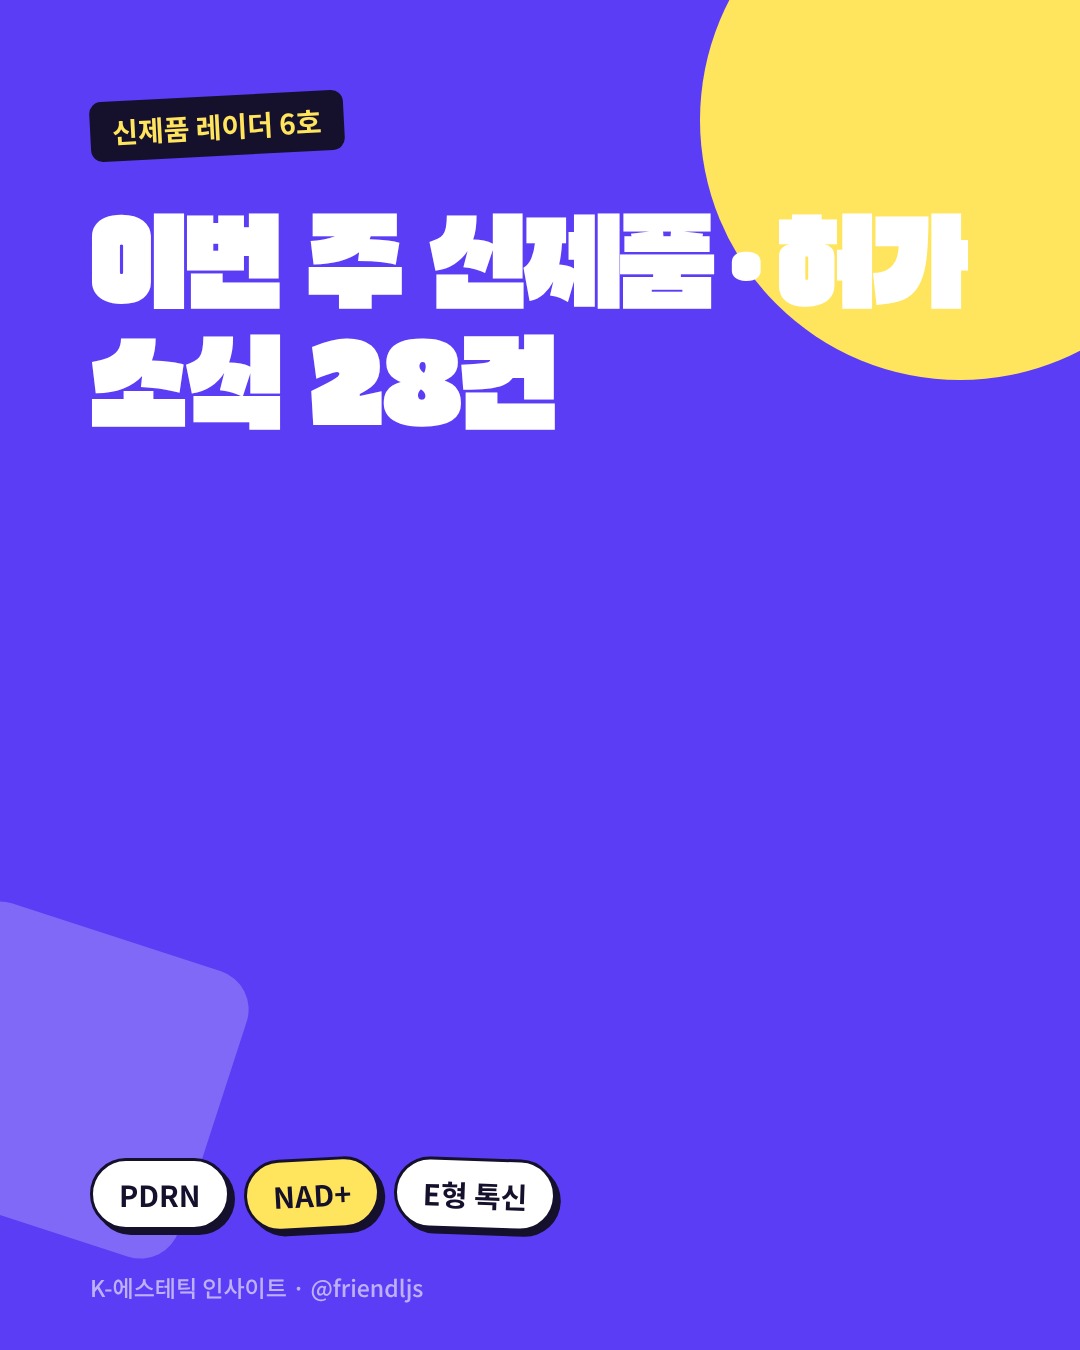 신제품 레이더 6호
이번 주 신제품·허가
소식 28건
PDRN
NAD+
E형 톡신
K-에스테틱 인사이트 · @friendljs